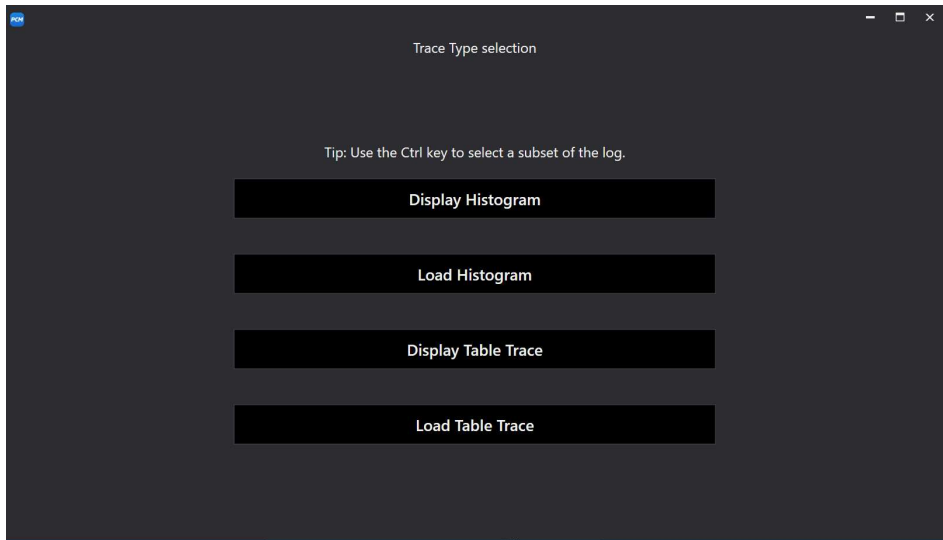 PCM
Trace Type selection
Tip: Use the Ctrl key to select a subset of the log.
Display Histogram
Load Histogram
Display Table Trace
Load Table Trace